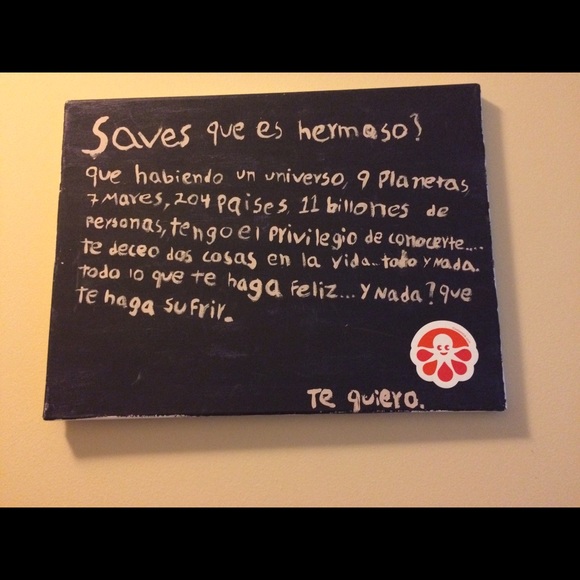 Saves que es hermoso?
que habiendo un universo, 9 Planetas
7 Mares, 204 Paises, 11 billones de
Personas, tengo el Privilegio de conocerte....
te deceo dos cosas en la vida.. todo y Nada.
todo lo que te haga Feliz... y Nada? que
te haga sufrir.
Te quiero.